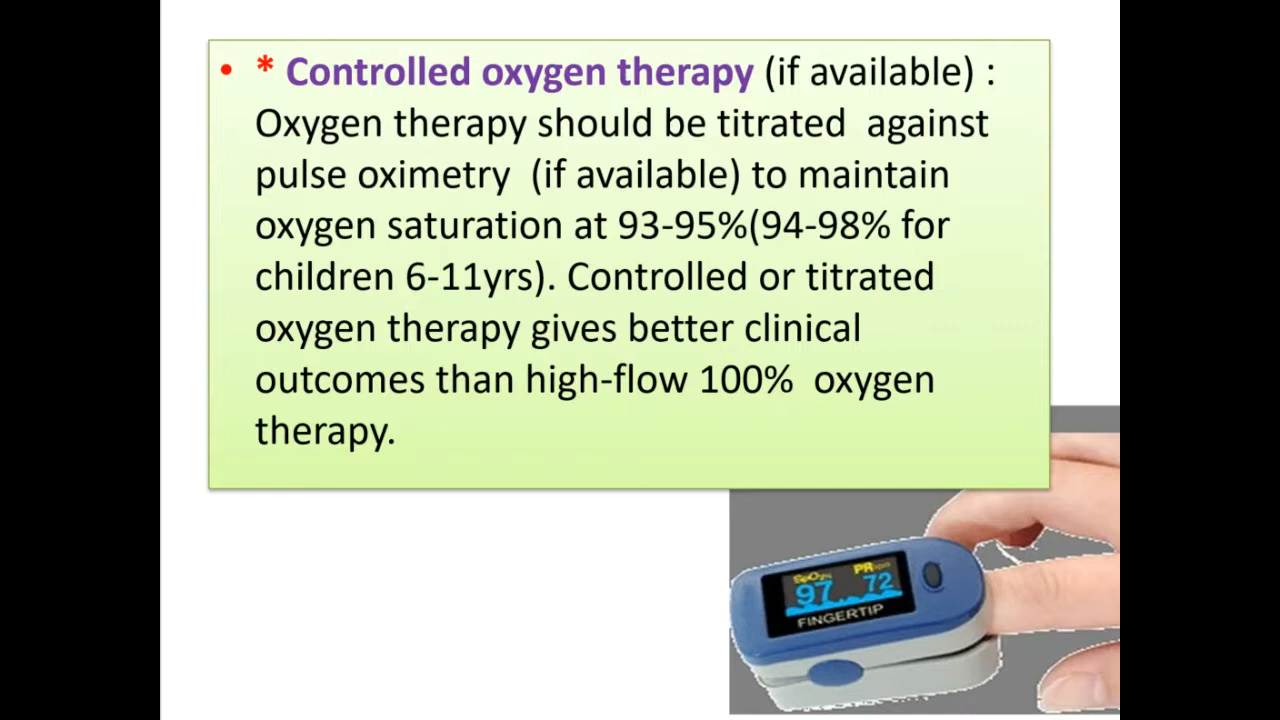 • * Controlled oxygen therapy (if available) :
Oxygen therapy should be titrated against
pulse oximetry (if available) to maintain
oxygen saturation at 93-95%(94-98% for
children 6-11yrs). Controlled or titrated
oxygen therapy gives better clinical
outcomes than high-flow 100% oxygen
therapy.
SpO₂% PRbpm
97 72
FINGERTIP